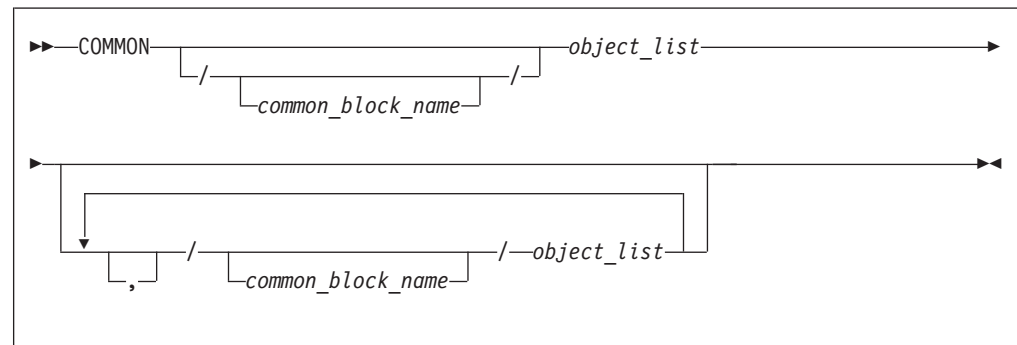 COMMON object_list
/ /
common_block_name
/ / object_list
, common_block_name